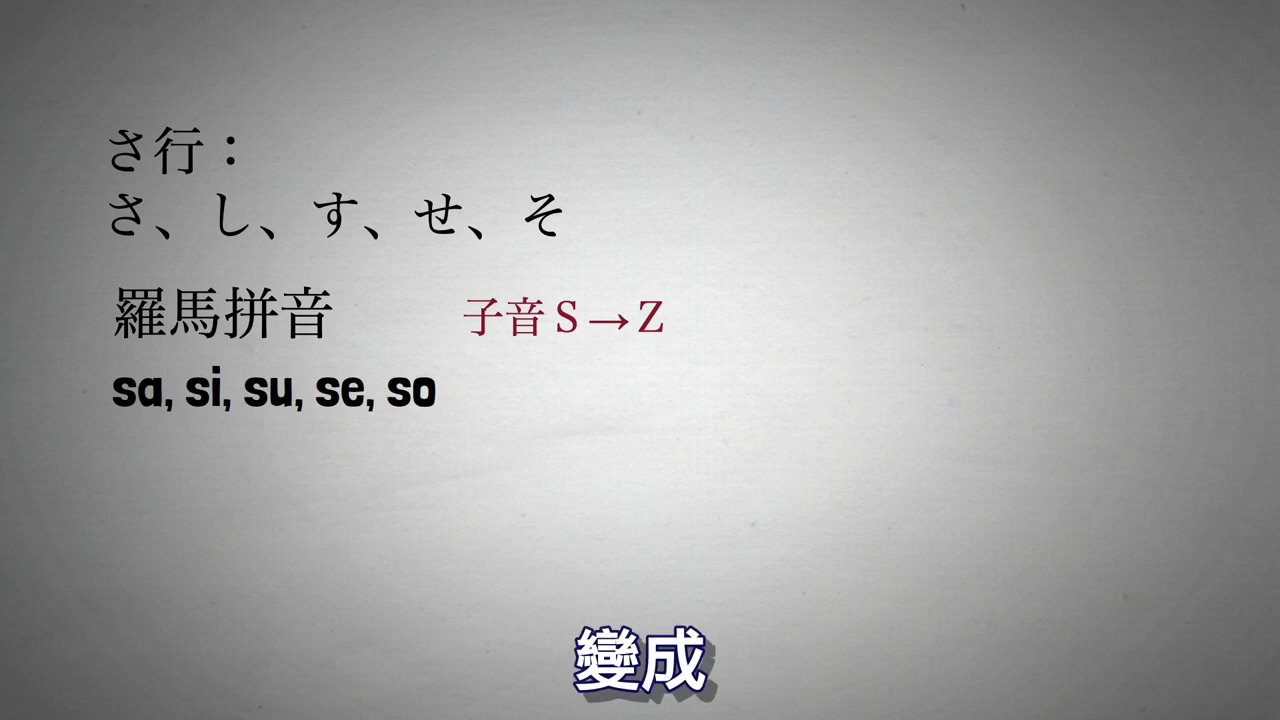 さ行：
さ、し、す、せ、そ
羅馬拼音
子音 S→Z
sa, si, su, se, so
變成